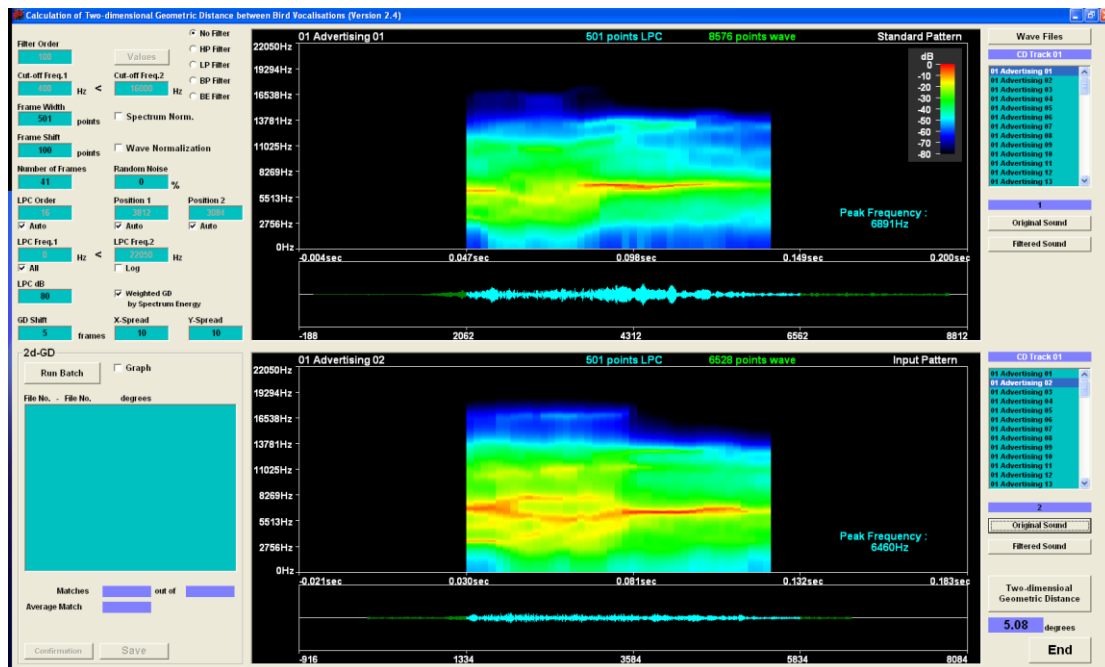 Calculation of Two-dimensional Geometric Distance between Bird Vocalisations (Version 2.4)
Filter Order
100
Values
No Filter
HP Filter
LP Filter
BP Filter
BE Filter
Cut-off Freq.1
400
Hz
<
Cut-off Freq.2
16000
Hz
Frame Width
501
points
Spectrum Norm.
Frame Shift
100
points
Wave Normalization
Number of Frames
41
Random Noise
0
%
LPC Order
16
Auto
Position 1
3812
Auto
Position 2
3084
Auto
LPC Freq.1
0
Hz
<
All
LPC Freq.2
22050
Hz
Log
LPC dB
80
Weighted GD
by Spectrum Energy
GD Shift
5
frames
X-Spread
10
Y-Spread
10
2d-GD
Run Batch
Graph
File No. - File No. degrees
Matches
out of
Average Match
Confirmation
Save
01 Advertising 01
501 points LPC
8576 points wave
Standard Pattern
22050Hz
19294Hz
16538Hz
13781Hz
11025Hz
8269Hz
5513Hz
2756Hz
0Hz
dB
0
-10
-20
-30
-40
-50
-60
-70
-80
Peak Frequency :
6891Hz
-0.004sec
0.047sec
0.098sec
0.149sec
0.200sec
-188
2062
4312
6562
8812
01 Advertising 02
501 points LPC
6528 points wave
Input Pattern
22050Hz
19294Hz
16538Hz
13781Hz
11025Hz
8269Hz
5513Hz
2756Hz
0Hz
Peak Frequency :
6460Hz
-0.021sec
0.030sec
0.081sec
0.132sec
0.183sec
-916
1334
3584
5834
8084
Wave Files
CD Track 01
01 Advertising 01
01 Advertising 02
01 Advertising 03
01 Advertising 04
01 Advertising 05
01 Advertising 06
01 Advertising 07
01 Advertising 08
01 Advertising 09
01 Advertising 10
01 Advertising 11
01 Advertising 12
01 Advertising 13
1
Original Sound
Filtered Sound
CD Track 01
01 Advertising 01
01 Advertising 02
01 Advertising 03
01 Advertising 04
01 Advertising 05
01 Advertising 06
01 Advertising 07
01 Advertising 08
01 Advertising 09
01 Advertising 10
01 Advertising 11
01 Advertising 12
01 Advertising 13
2
Original Sound
Filtered Sound
Two-dimensioal
Geometric Distance
5.08
degrees
End